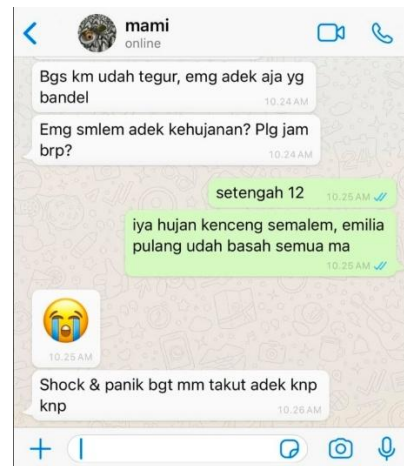 mami
online
Bgs km udah tegur, emg adek aja yg
bandel
10.24 AM
Emg smlem adek kehujanan? Plg jam
brp?
10.24 AM
setengah 12 10.25 AM
iya hujan kenceng semalem, emilia
pulang udah basah semua ma
10.25 AM
10.25 AM
Shock & panik bgt mm takut adek knp
knp
10.26 AM